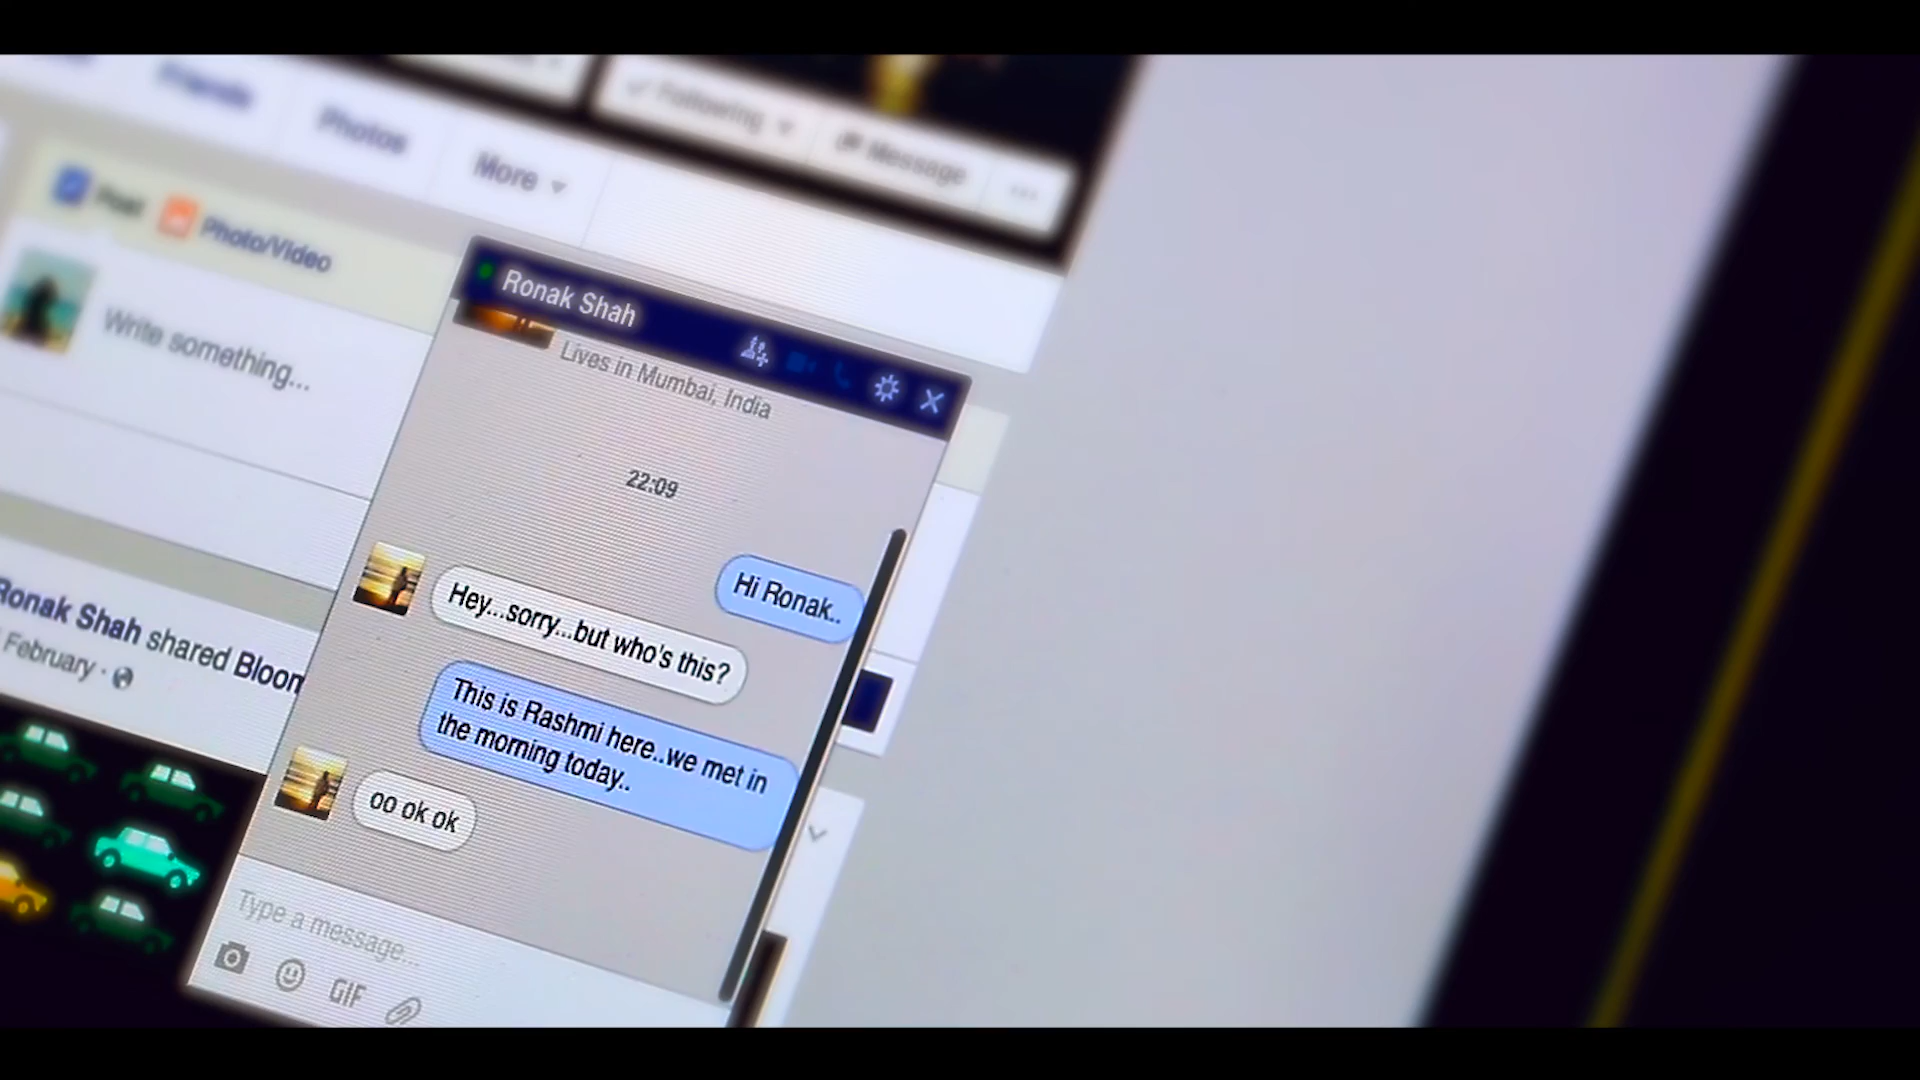 Friends
Photos
More
Following
Message
Post
Photo/Video
Write something...
Ronak Shah
Lives in Mumbai, India
22:09
Hi Ronak..
Hey...sorry...but who's this?
This is Rashmi here..we met in
the morning today..
oo ok ok
Type a message...
GIF
Ronak Shah shared Bloom
February